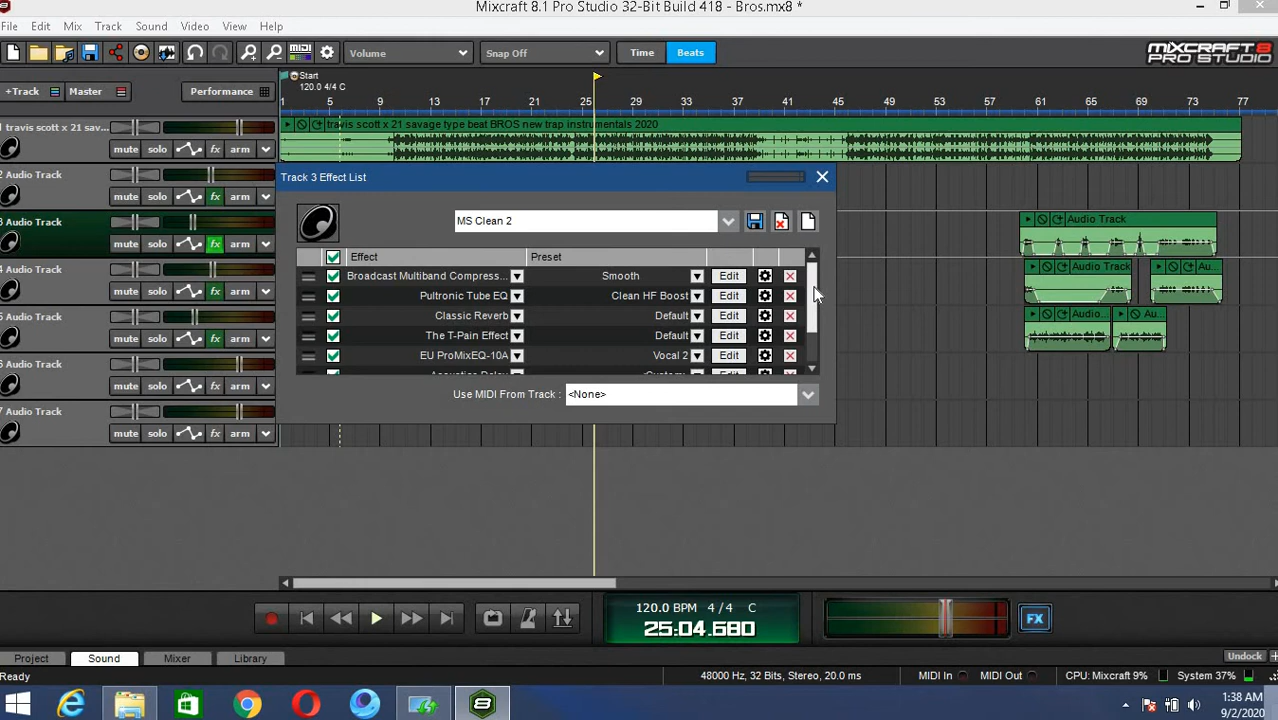 Mixcraft 8.1 Pro Studio 32-Bit Build 418 - Bros.mx8 *
File Edit Mix Track Sound Video View Help
MIDI Volume Snap Off Time Beats MIXCRAFT 8
PRO STUDIO
Start
120.0 4/4 C
+Track Master Performance 1 5 9 13 17 21 25 29 33 37 41 45 49 53 57 61 65 69 73 77
1 travis scott x 21 sav... travis scott x 21 savage type beat BROS new trap instrumentals 2020
mute solo fx arm
2 Audio Track
mute solo fx arm
Track 3 Effect List
3 Audio Track MS Clean 2 Audio Track
mute solo fx arm
Effect Preset
4 Audio Track Audio Track Au...
mute solo fx arm
Broadcast Multiband Compress... Smooth Edit
Pultronic Tube EQ Clean HF Boost Edit
5 Audio Track Classic Reverb Default Edit Audio... Au...
mute solo fx arm
The T-Pain Effect Default Edit
EU ProMixEQ-10A Vocal 2 Edit
6 Audio Track
mute solo fx arm
Use MIDI From Track : <None>
7 Audio Track
mute solo fx arm
120.0 BPM 4/4 C
25:04.680
FX
Project Sound Mixer Library Undock
Ready 48000 Hz, 32 Bits, Stereo, 20.0 ms MIDI In MIDI Out CPU: Mixcraft 9% System 37%
8
1:38 AM
9/2/2020